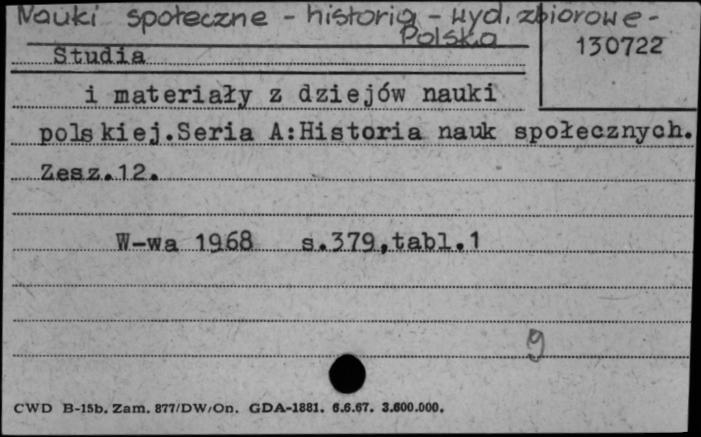 Nauki społeczne - historia - wyd. zbiorowe -
Polska
130722
Studia
i materiały z dziejów nauki
polskiej.Seria A:Historia nauk społecznych.
Zesz.12.
W-wa 1968 s.379,tabl.1
g
CWD B-15b. Zam. 877/DW/On. GDA-1881. 6.6.67. 3.600.000.